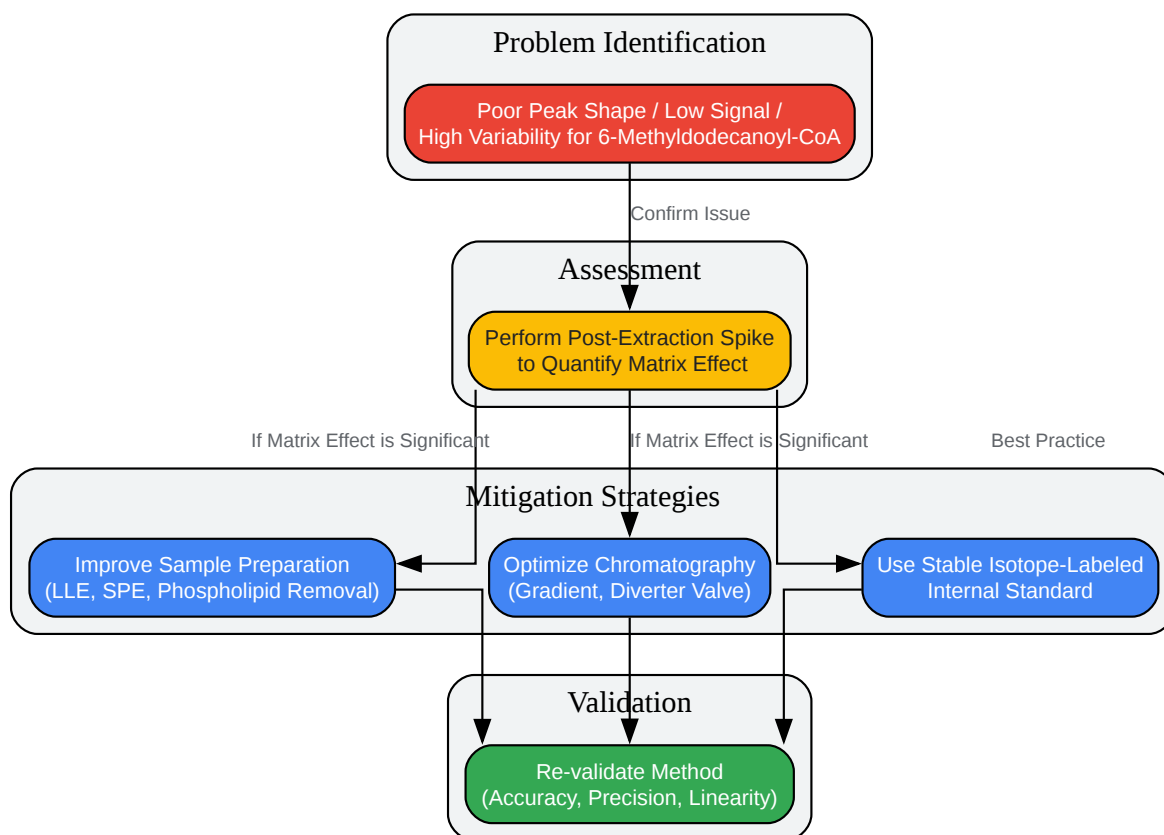 Problem Identification
Poor Peak Shape / Low Signal /
High Variability for 6-Methyldodecanoyl-CoA
Confirm Issue
Assessment
Perform Post-Extraction Spike
to Quantify Matrix Effect
If Matrix Effect is Significant
If Matrix Effect is Significant
Best Practice
Mitigation Strategies
Improve Sample Preparation
(LLE, SPE, Phospholipid Removal)
Optimize Chromatography
(Gradient, Diverter Valve)
Use Stable Isotope-Labeled
Internal Standard
Validation
Re-validate Method
(Accuracy, Precision, Linearity)